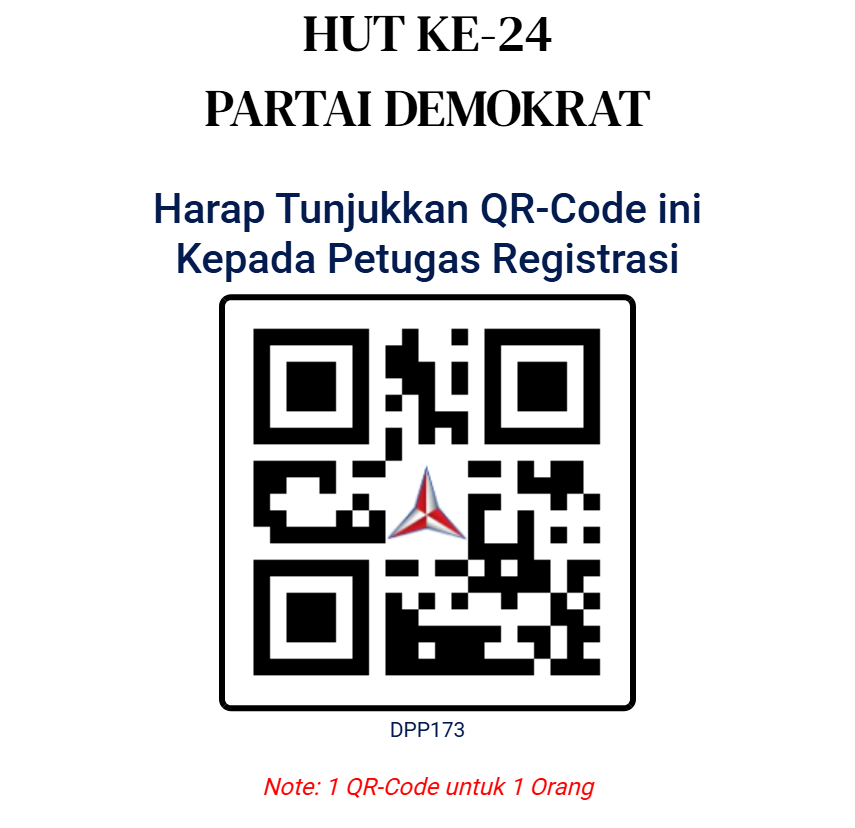 HUT KE-24
PARTAI DEMOKRAT
Harap Tunjukkan QR-Code ini
Kepada Petugas Registrasi
DPP173
Note: 1 QR-Code untuk 1 Orang